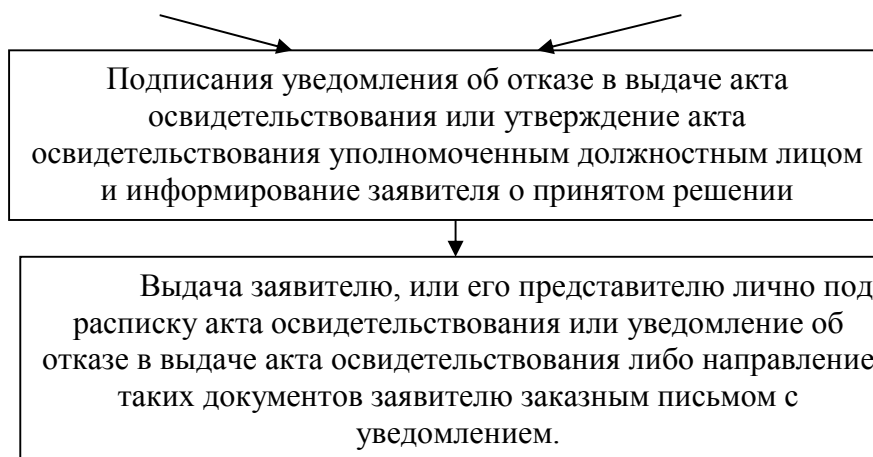 Подписания уведомления об отказе в выдаче акта
освидетельствования или утверждение акта
освидетельствования уполномоченным должностным лицом
и информирование заявителя о принятом решении
Выдача заявителю, или его представителю лично под
расписку акта освидетельствования или уведомление об
отказе в выдаче акта освидетельствования либо направление
таких документов заявителю заказным письмом с
уведомлением.